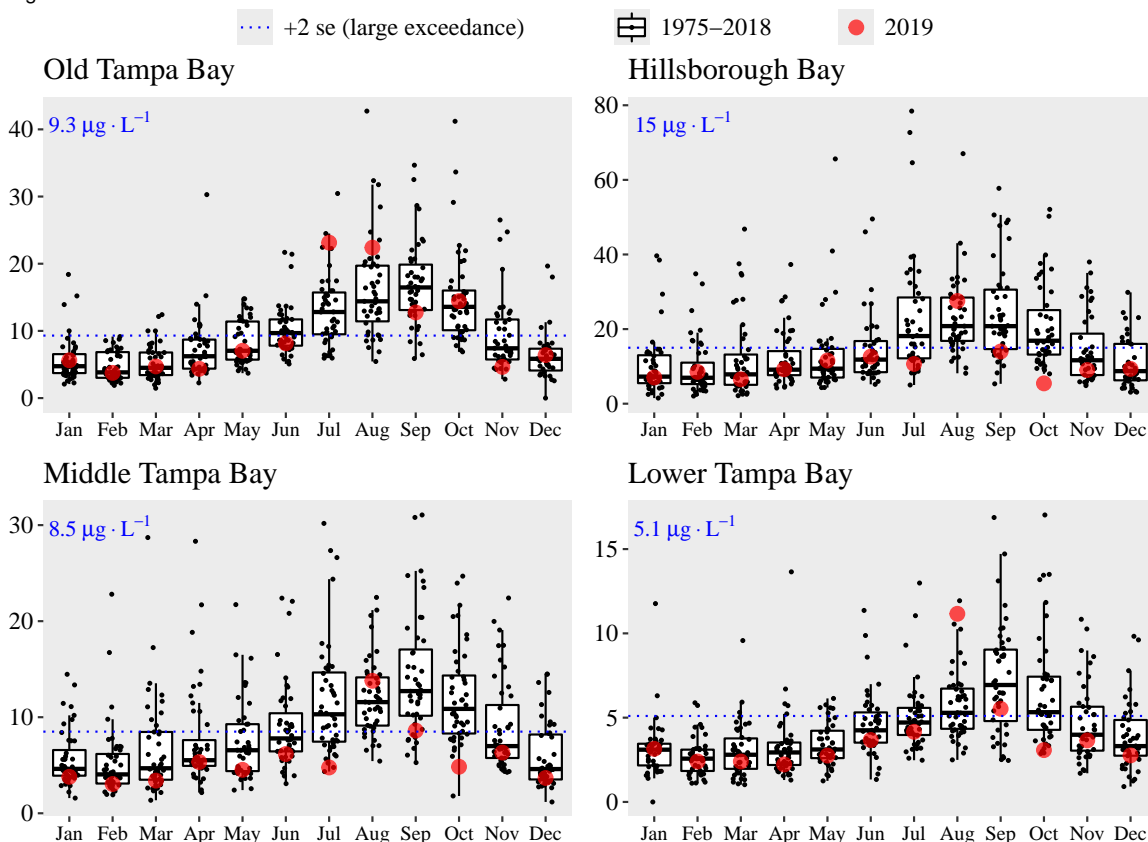 +2 se (large exceedance) 1975–2018 2019
Old Tampa Bay
9.3 μg · L⁻¹
40
30
20
10
0
Jan Feb Mar Apr May Jun Jul Aug Sep Oct Nov Dec
Hillsborough Bay
15 μg · L⁻¹
80
60
40
20
0
Jan Feb Mar Apr May Jun Jul Aug Sep Oct Nov Dec
Middle Tampa Bay
8.5 μg · L⁻¹
30
20
10
0
Jan Feb Mar Apr May Jun Jul Aug Sep Oct Nov Dec
Lower Tampa Bay
5.1 μg · L⁻¹
15
10
5
0
Jan Feb Mar Apr May Jun Jul Aug Sep Oct Nov Dec